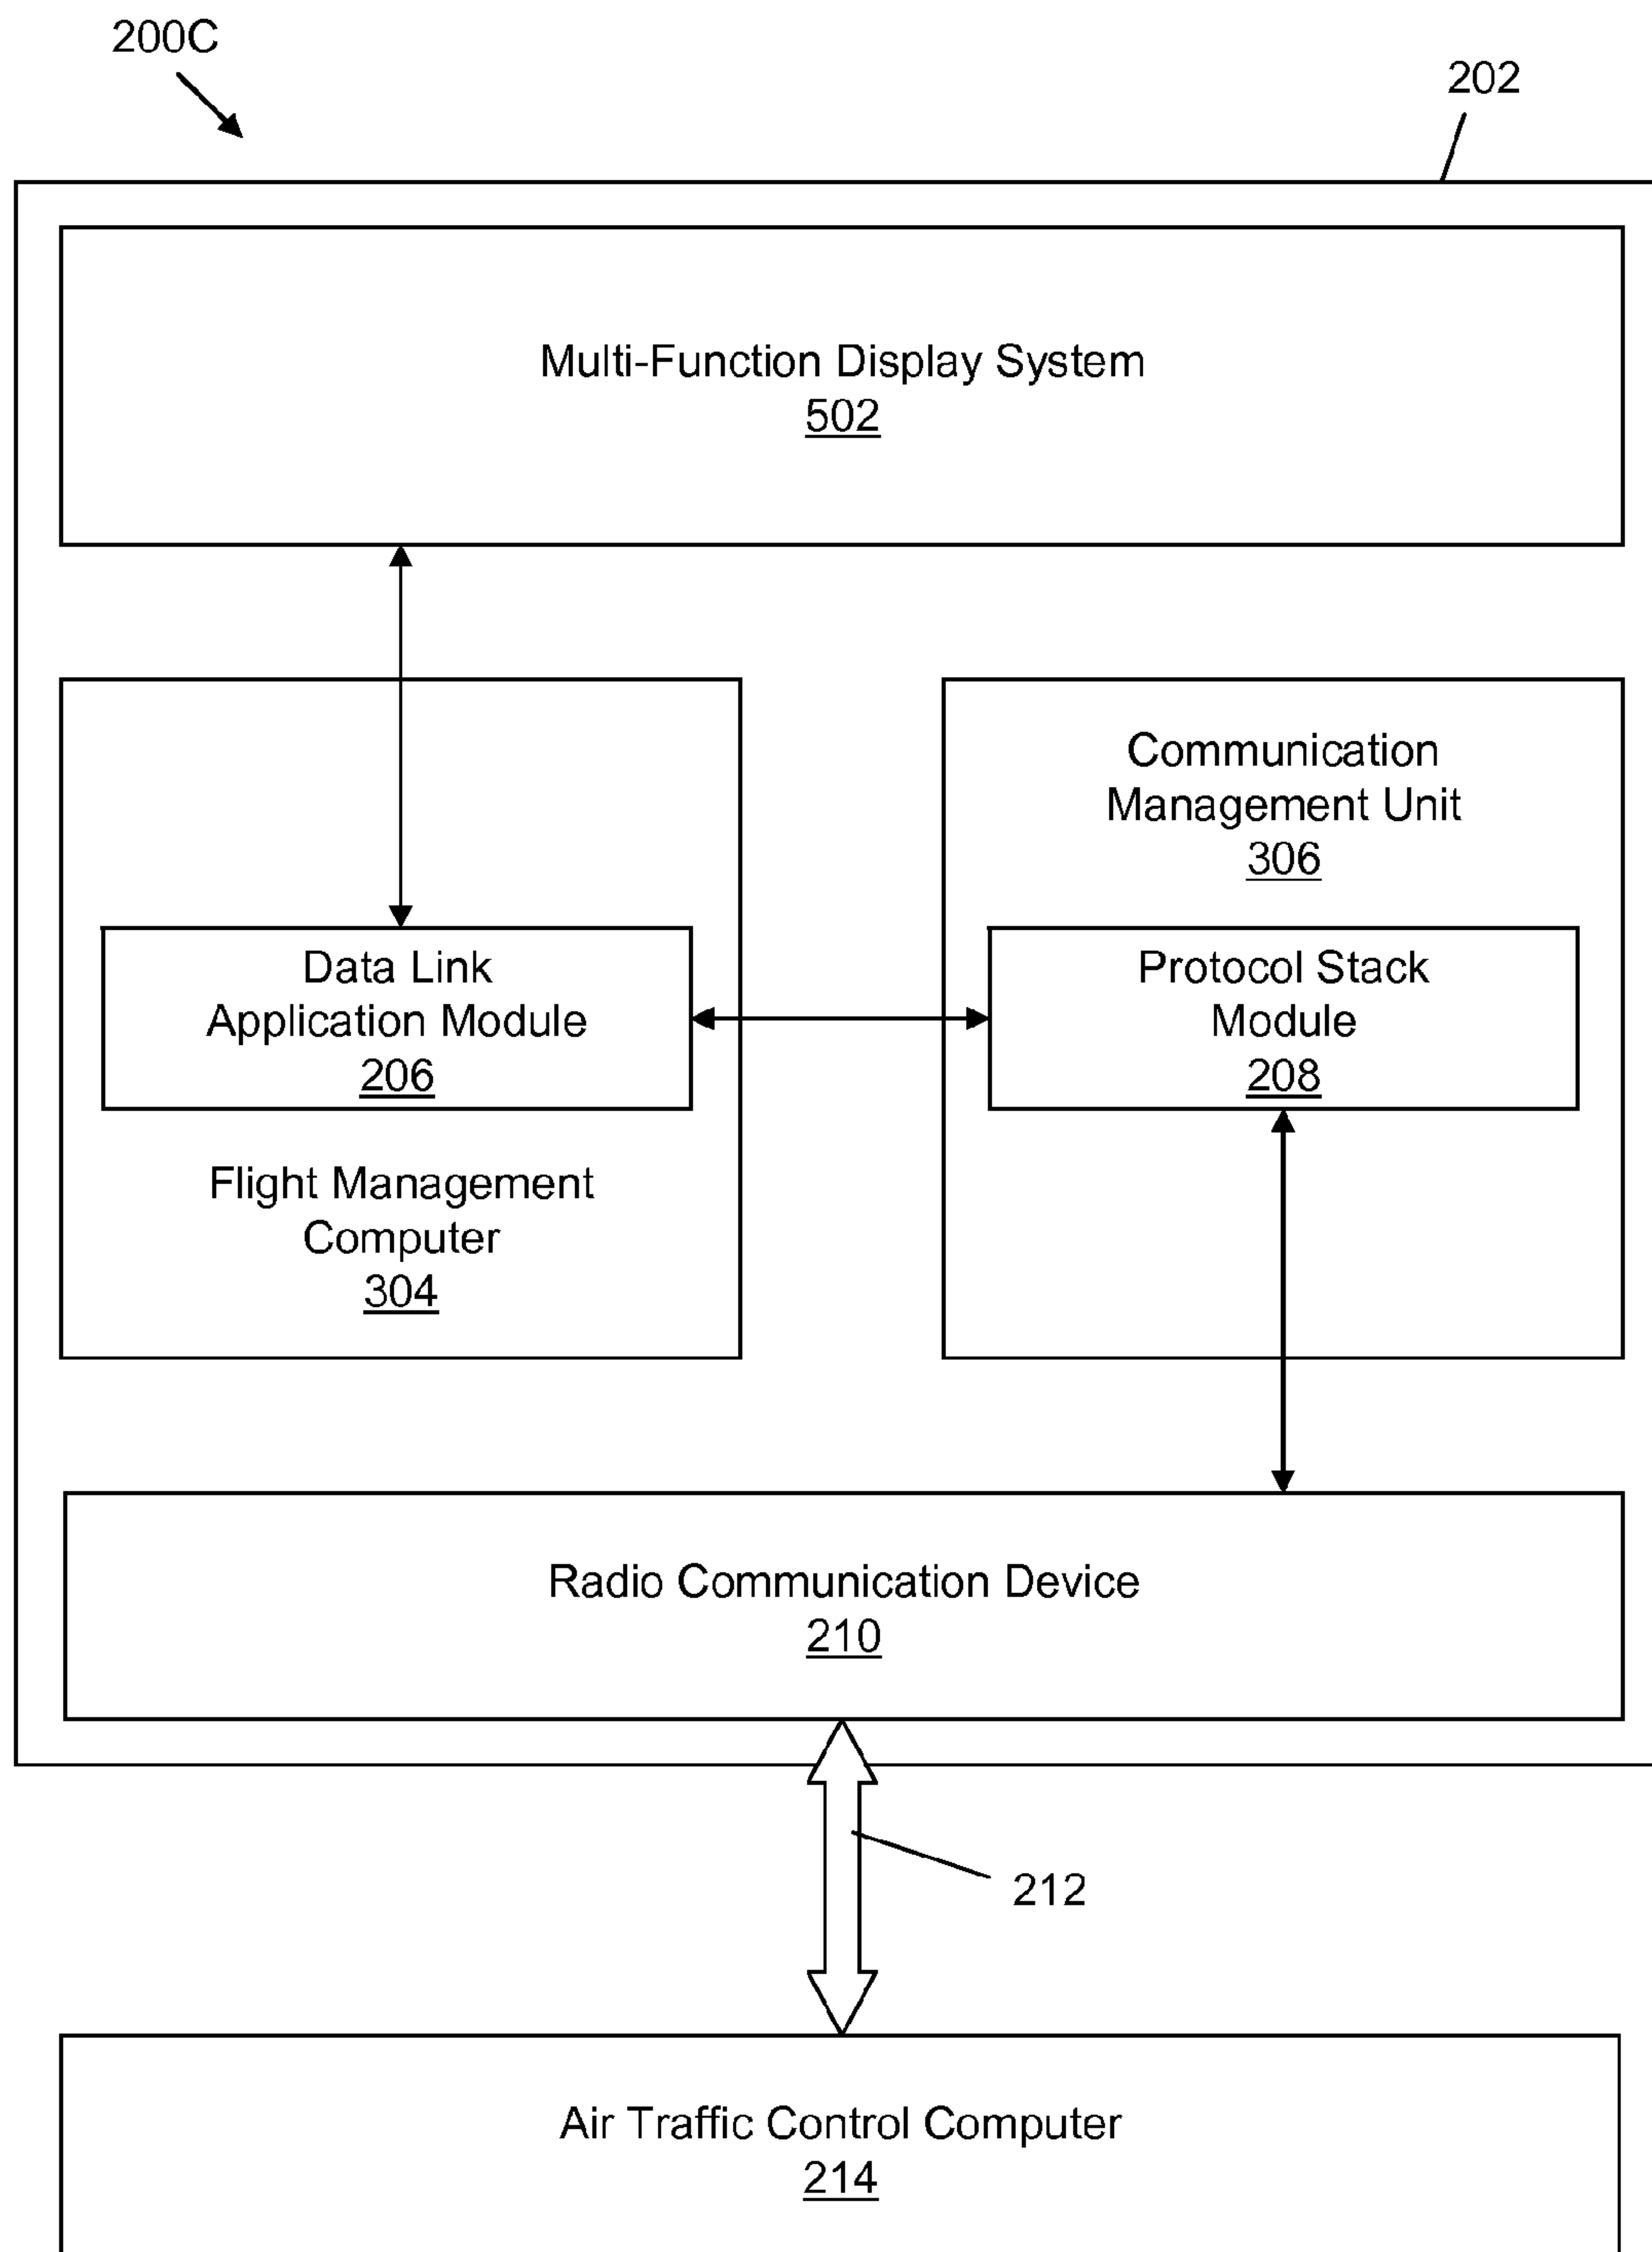 200C
202
Multi-Function Display System
502
Communication
Management Unit
306
Data Link
Application Module
206
Protocol Stack
Module
208
Flight Management
Computer
304
Radio Communication Device
210
212
Air Traffic Control Computer
214